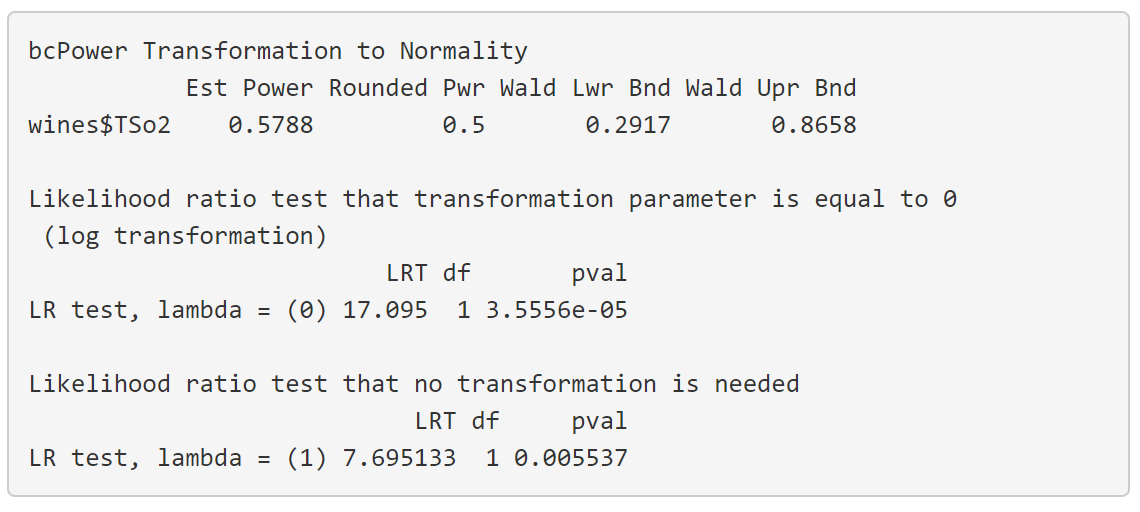 bcPower Transformation to Normality
Est Power Rounded Pwr Wald Lwr Bnd Wald Upr Bnd
wines$TSo2 0.5788 0.5 0.2917 0.8658
Likelihood ratio test that transformation parameter is equal to 0
(log transformation)
LRT df pval
LR test, lambda = (0) 17.095 1 3.5556e-05
Likelihood ratio test that no transformation is needed
LRT df pval
LR test, lambda = (1) 7.695133 1 0.005537